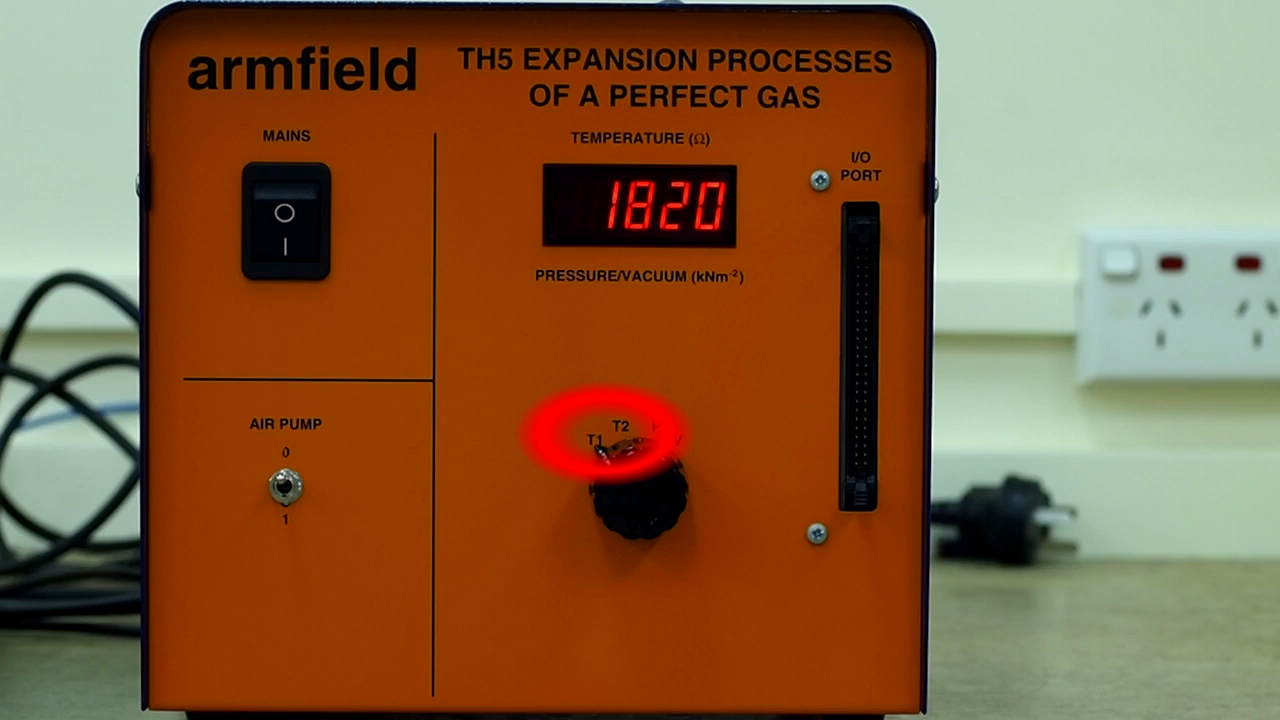 armfield
TH5 EXPANSION PROCESSES
OF A PERFECT GAS
MAINS
TEMPERATURE (Ω)
I/O
PORT
O
I
1820
PRESSURE/VACUUM (kNm⁻²)
AIR PUMP
0
1
T2
T1
P
V